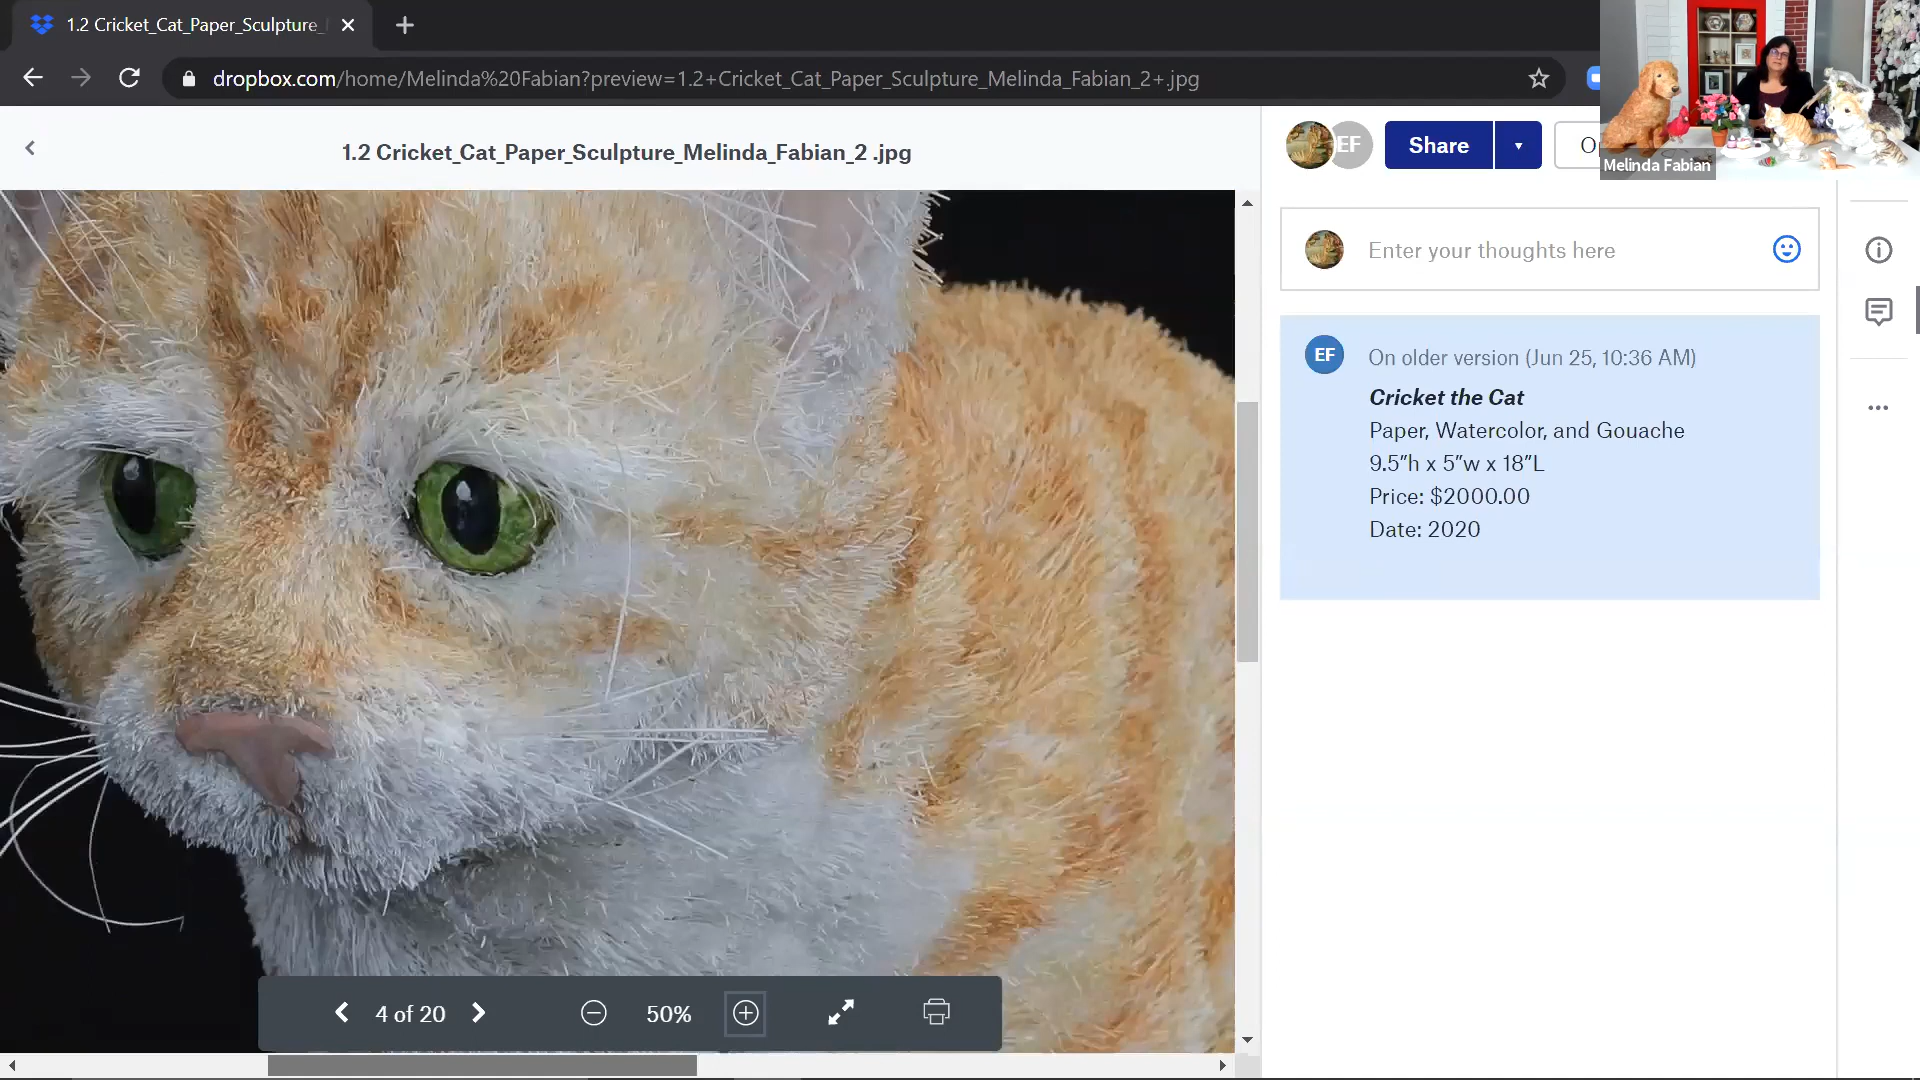 1.2 Cricket_Cat_Paper_Sculpture_
dropbox.com/home/Melinda%20Fabian?preview=1.2+Cricket_Cat_Paper_Sculpture_Melinda_Fabian_2+.jpg
Melinda Fabian
1.2 Cricket_Cat_Paper_Sculpture_Melinda_Fabian_2 .jpg
EF
Share
Enter your thoughts here
EF
On older version (Jun 25, 10:36 AM)
Cricket the Cat
Paper, Watercolor, and Gouache
9.5”h x 5”w x 18”L
Price: $2000.00
Date: 2020
4 of 20
50%